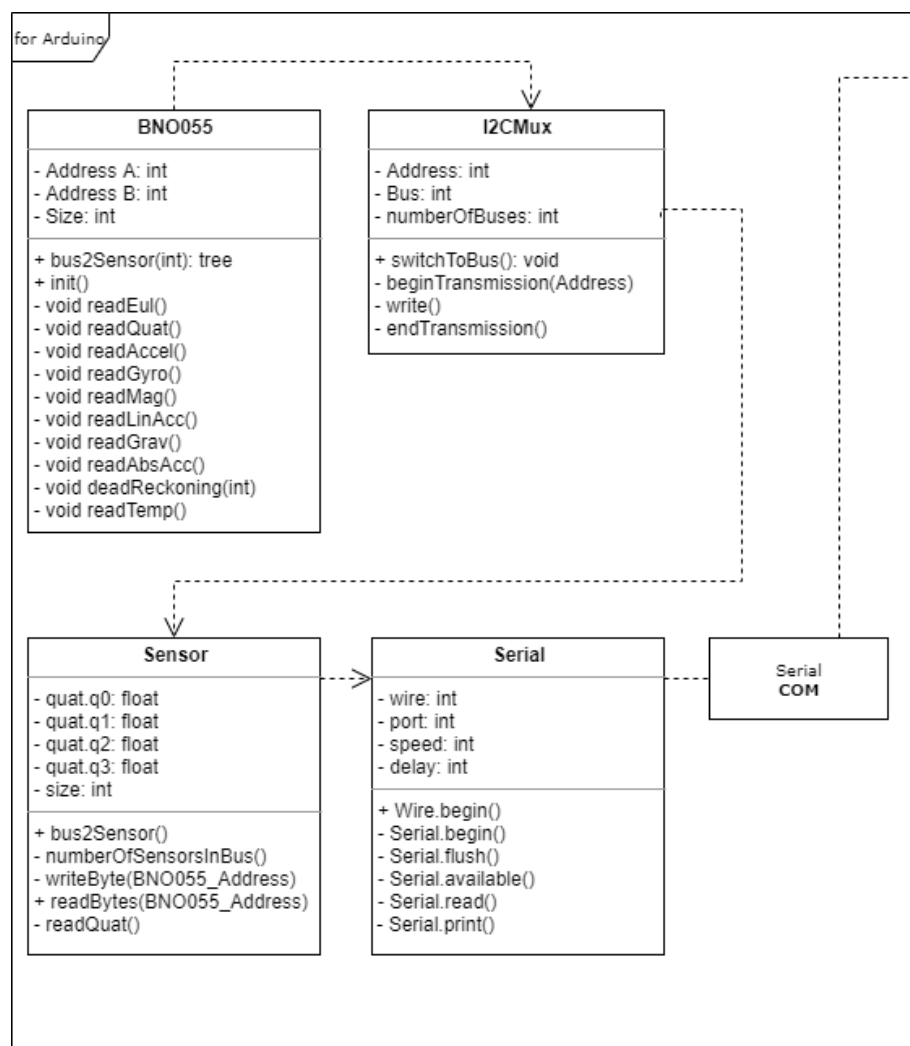 for Arduino
BNO055
- Address A: int
- Address B: int
- Size: int
+ bus2Sensor(int): tree
+ init()
- void readEul()
- void readQuat()
- void readAccel()
- void readGyro()
- void readMag()
- void readLinAcc()
- void readGrav()
- void readAbsAcc()
- void deadReckoning(int)
- void readTemp()
I2CMux
- Address: int
- Bus: int
- numberOfBuses: int
+ switchToBus(): void
- beginTransmission(Address)
- write()
- endTransmission()
Sensor
- quat.q0: float
- quat.q1: float
- quat.q2: float
- quat.q3: float
- size: int
+ bus2Sensor()
- numberOfSensorsInBus()
- writeByte(BNO055_Address)
+ readBytes(BNO055_Address)
- readQuat()
Serial
- wire: int
- port: int
- speed: int
- delay: int
+ Wire.begin()
- Serial.begin()
- Serial.flush()
- Serial.available()
- Serial.read()
- Serial.print()
Serial
COM